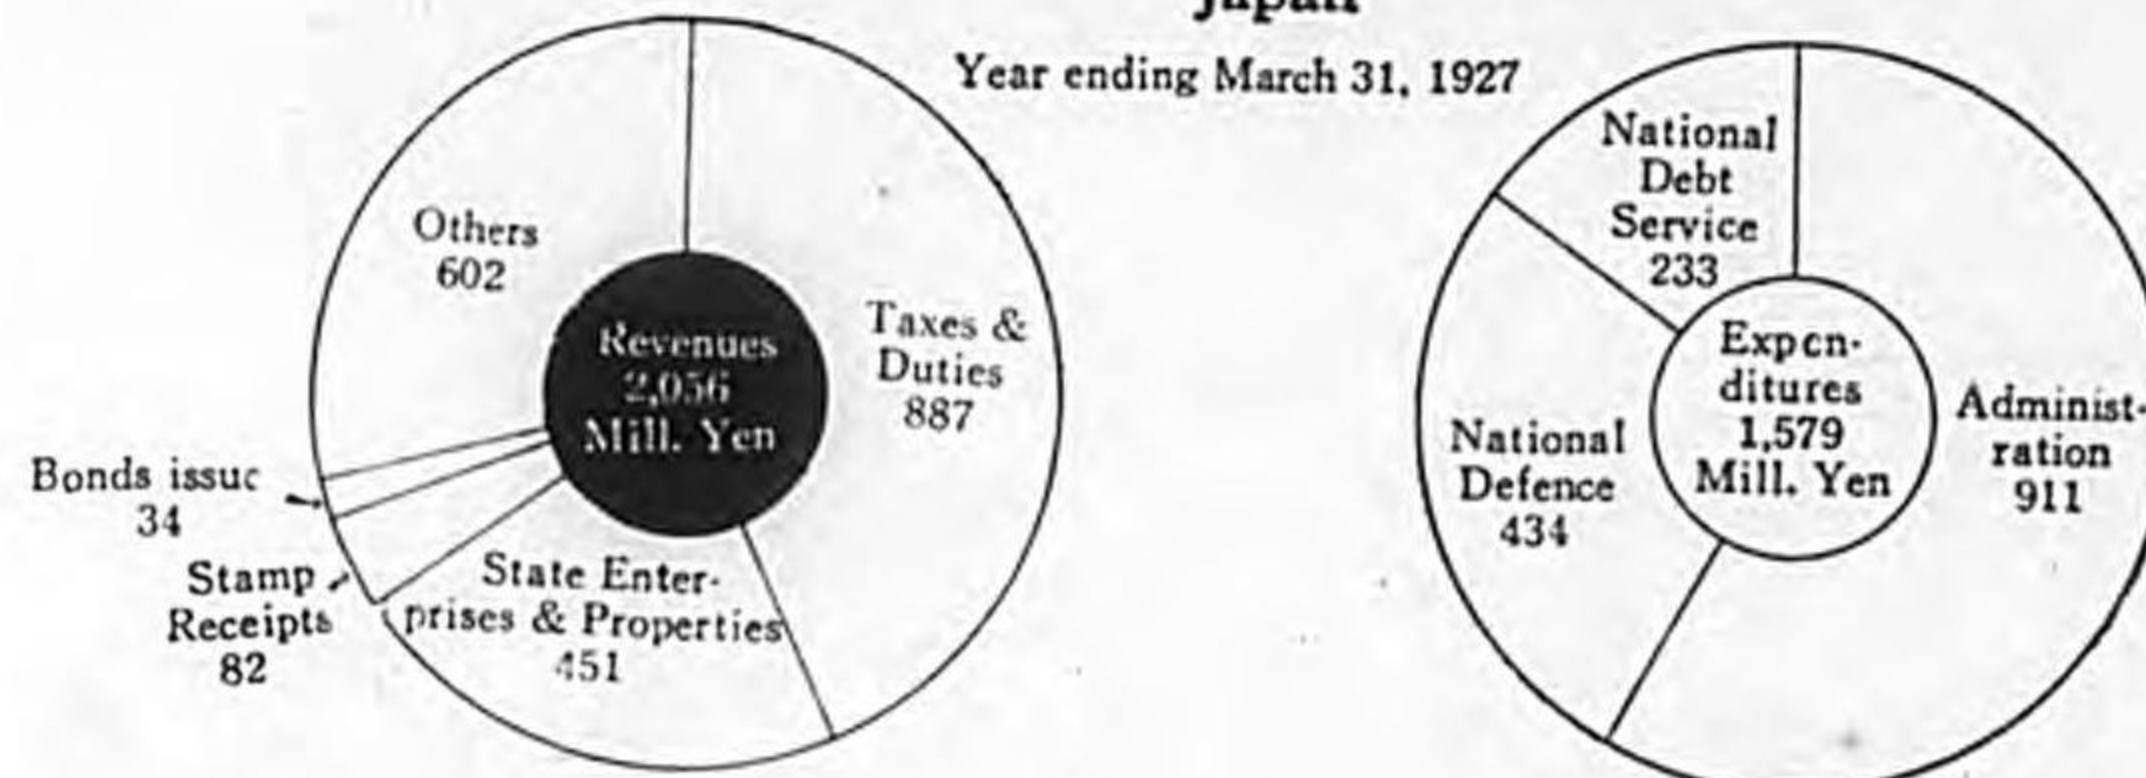 Japan
Year ending March 31, 1927
Others
602
Taxes &
Duties
887
Revenues
2,056
Mill. Yen
Bonds issue
34
Stamp
Receipts
82
State Enter-
prises & Properties
451
National
Debt
Service
233
Expen-
ditures
1,579
Mill. Yen
National
Defence
434
Administ-
ration
911